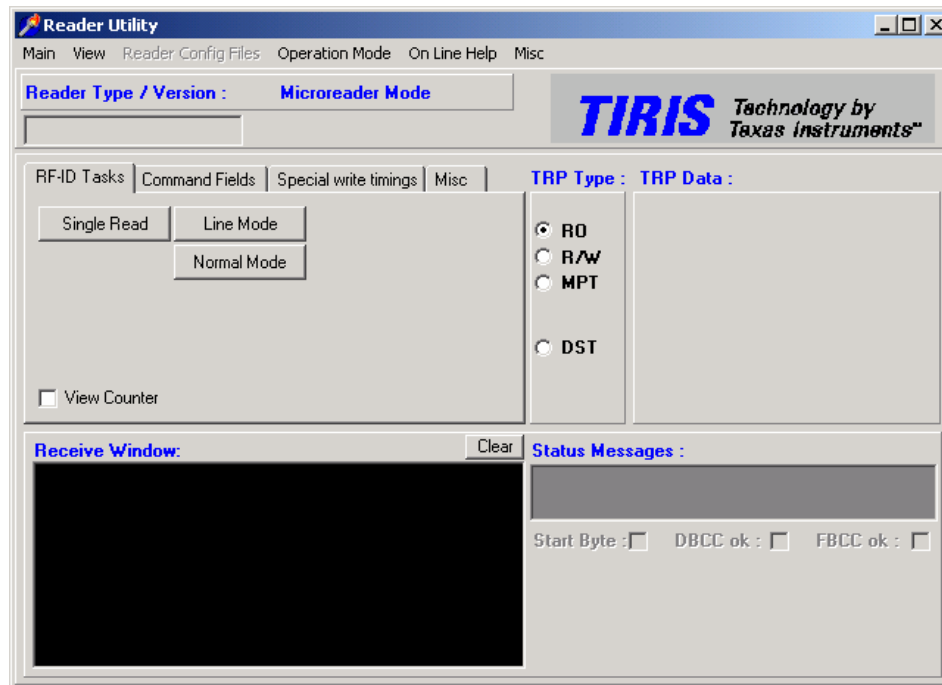 Reader Utility
Main View Reader Config Files Operation Mode On Line Help Misc
Reader Type / Version : Microreader Mode
TIRIS Technology by
Texas Instruments™
RF-ID Tasks Command Fields Special write timings Misc
TRP Type : TRP Data :
Single Read Line Mode
Normal Mode
RO
R/W
MPT
DST
View Counter
Receive Window: Clear
Status Messages :
Start Byte : DBCC ok : FBCC ok :